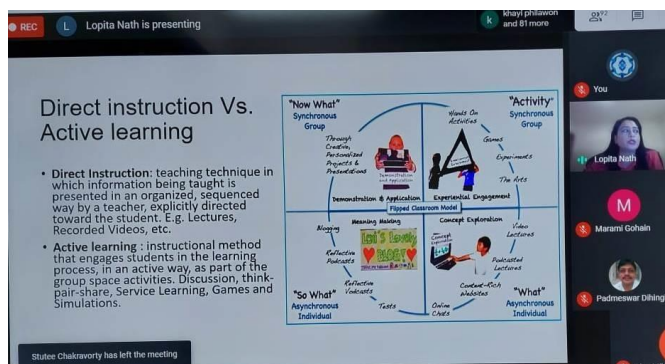 REC
L
Lopita Nath is presenting
k
khayi philawon
and 81 more
92
Direct instruction Vs.
Active learning
• Direct Instruction: teaching technique in
which information being taught is
presented in an organized, sequenced
way by a teacher, explicitly directed
toward the student. E.g. Lectures,
Recorded Videos, etc.
• Active learning : instructional method
that engages students in the learning
process, in an active way, as part of the
group space activities. Discussion, think-
pair-share, Service Learning, Games and
Simulations.
"Now What"
Synchronous
Group
Through
Creative,
Personalized
Projects &
Presentations
Demonstration
and Application
Demonstration & Application
"Activity"
Synchronous
Group
Hands On
Activities
Games
Experiments
The Arts
Experiential Engagement
Flipped Classroom Model
Meaning Making
Blogging
Reflective
Podcasts
Reflective
Vodcasts
Tests
"So What"
Asynchronous
Individual
Concept Exploration
Concept
Exploration
Video
Lectures
Podcasted
Lectures
Content-Rich
Websites
Online
Chats
"What"
Asynchronous
Individual
You
Lopita Nath
M
Marami Gohain
Padmeswar Dihing
Stutee Chakravorty has left the meeting